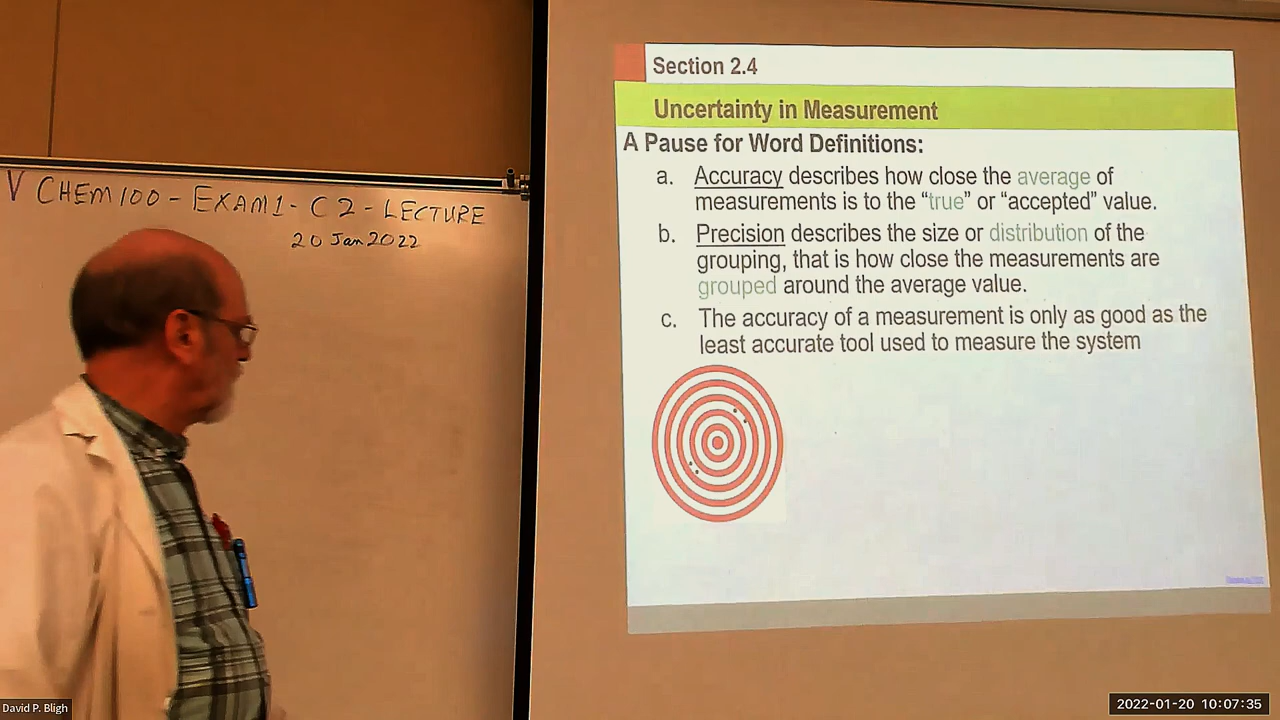 V CHEM 100 - EXAM 1 - C 2 - LECTURE
20 Jan 2022
Section 2.4
Uncertainty in Measurement
A Pause for Word Definitions:
a. Accuracy describes how close the average of
measurements is to the “true” or “accepted” value.
b. Precision describes the size or distribution of the
grouping, that is how close the measurements are
grouped around the average value.
c. The accuracy of a measurement is only as good as the
least accurate tool used to measure the system
David P. Bligh
2022-01-20 10:07:35